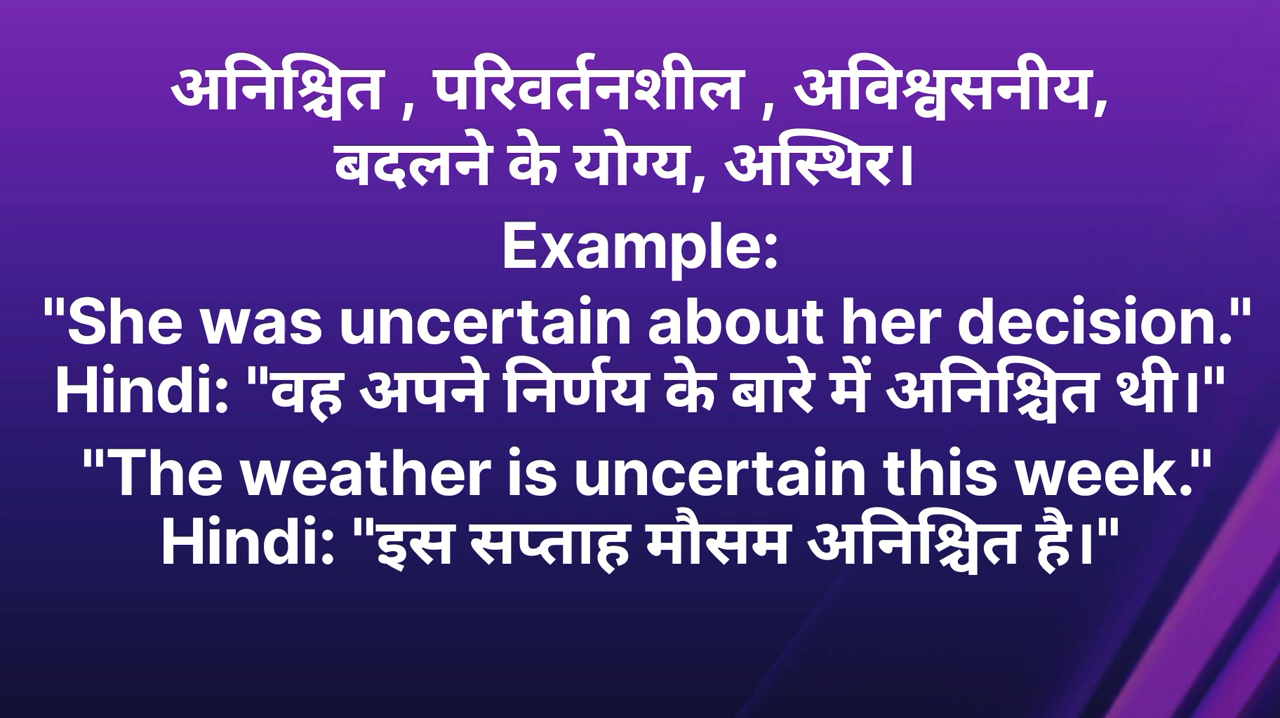 अनिश्चित , परिवर्तनशील , अविश्वसनीय,
बदलने के योग्य, अस्थिर।
Example:
"She was uncertain about her decision."
Hindi: "वह अपने निर्णय के बारे में अनिश्चित थी।"
"The weather is uncertain this week."
Hindi: "इस सप्ताह मौसम अनिश्चित है।"